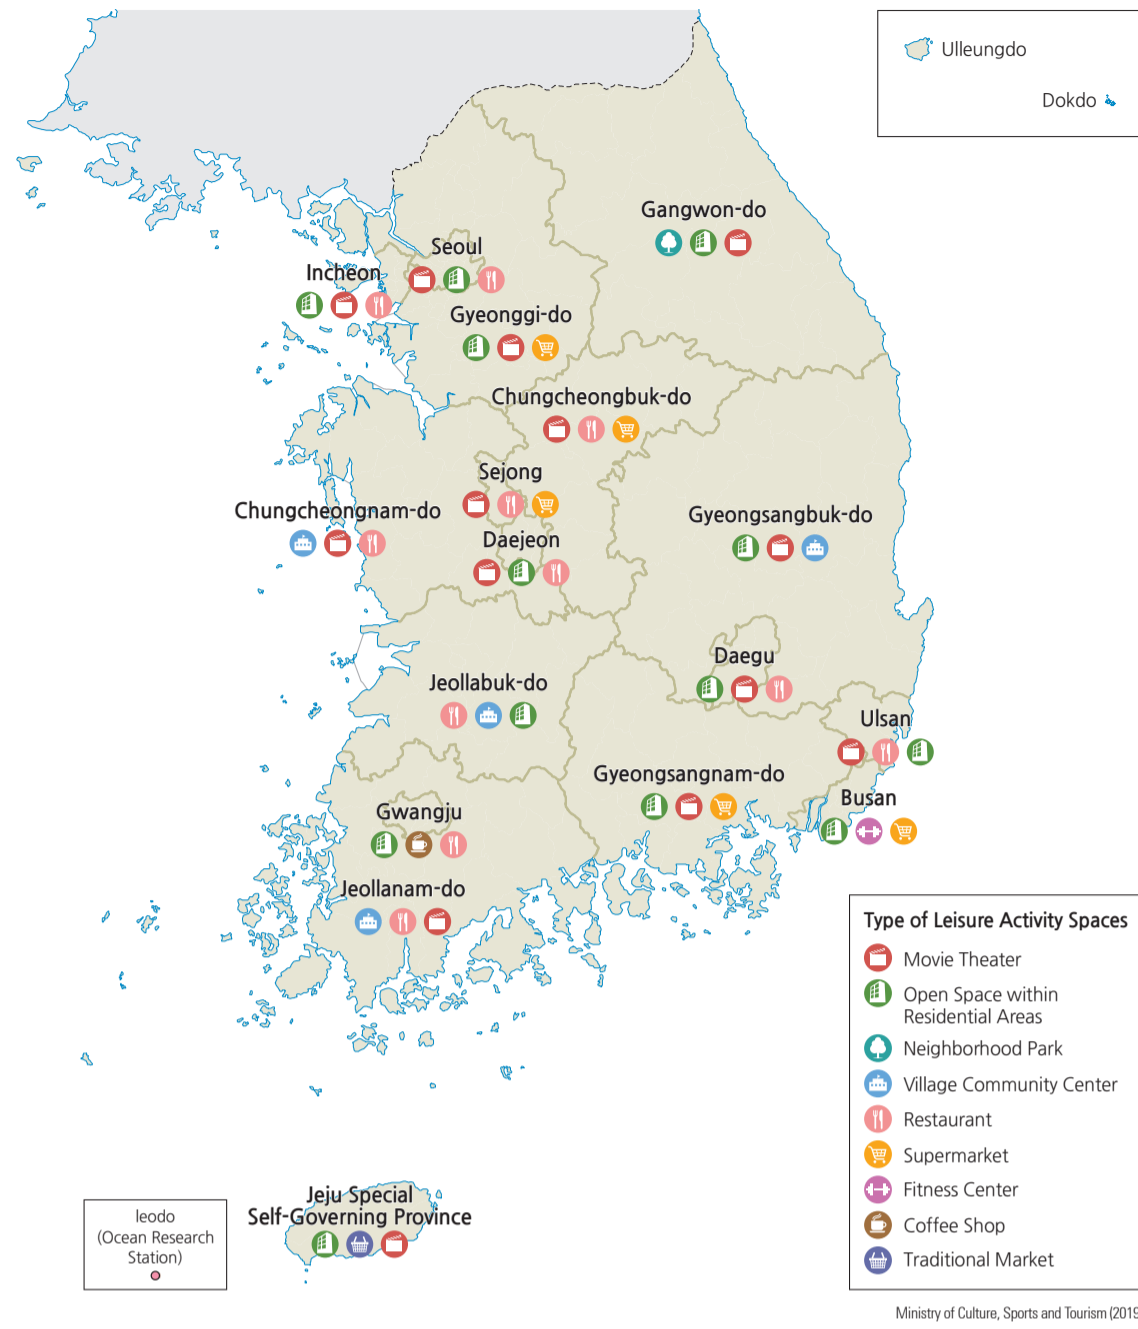 Ulleungdo
Dokdo
Gangwon-do
Seoul
Incheon
Gyeonggi-do
Chungcheongbuk-do
Sejong
Chungcheongnam-do
Gyeongsangbuk-do
Daejeon
Daegu
Jeollabuk-do
Ulsan
Gyeongsangnam-do
Busan
Gwangju
Jeollanam-do
Type of Leisure Activity Spaces
Movie Theater
Open Space within
Residential Areas
Neighborhood Park
Village Community Center
Restaurant
Supermarket
Fitness Center
Coffee Shop
Traditional Market
Jeju Special
Self-Governing Province
Ieodo
(Ocean Research
Station)
Ministry of Culture, Sports and Tourism (2019